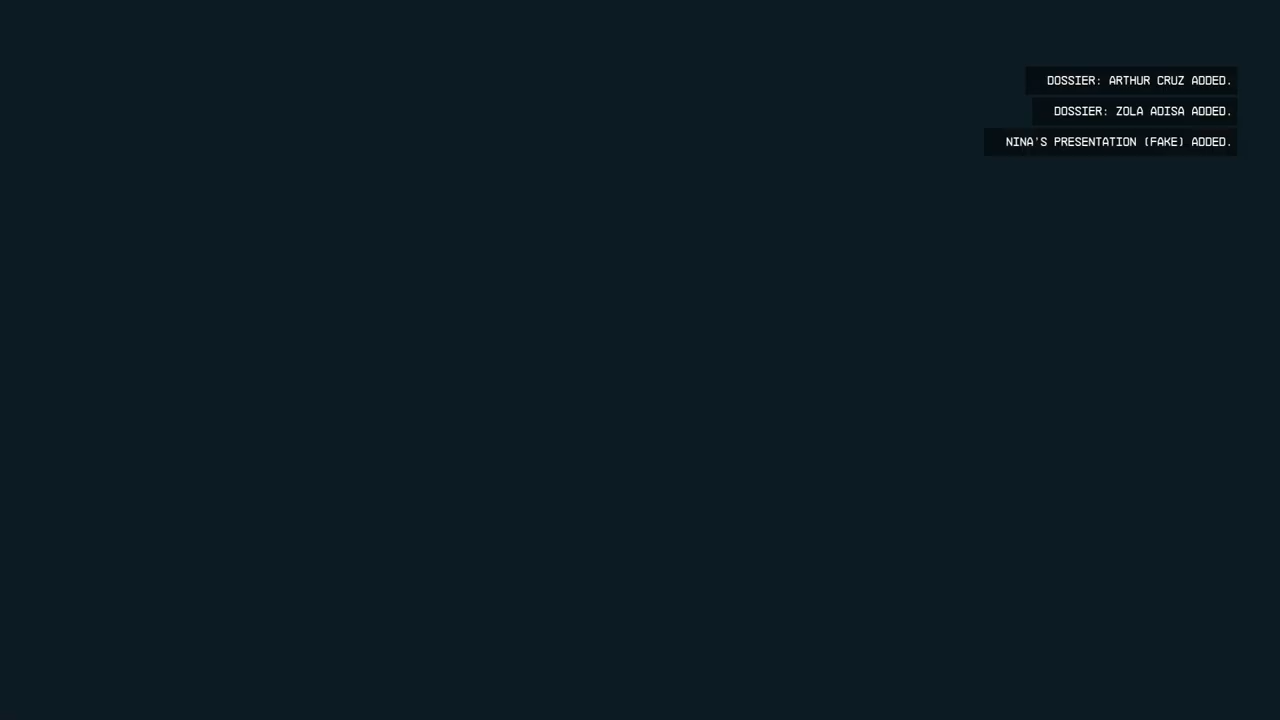 DOSSIER: ARTHUR CRUZ ADDED.
DOSSIER: ZOLA ADISA ADDED.
NINA'S PRESENTATION (FAKE) ADDED.